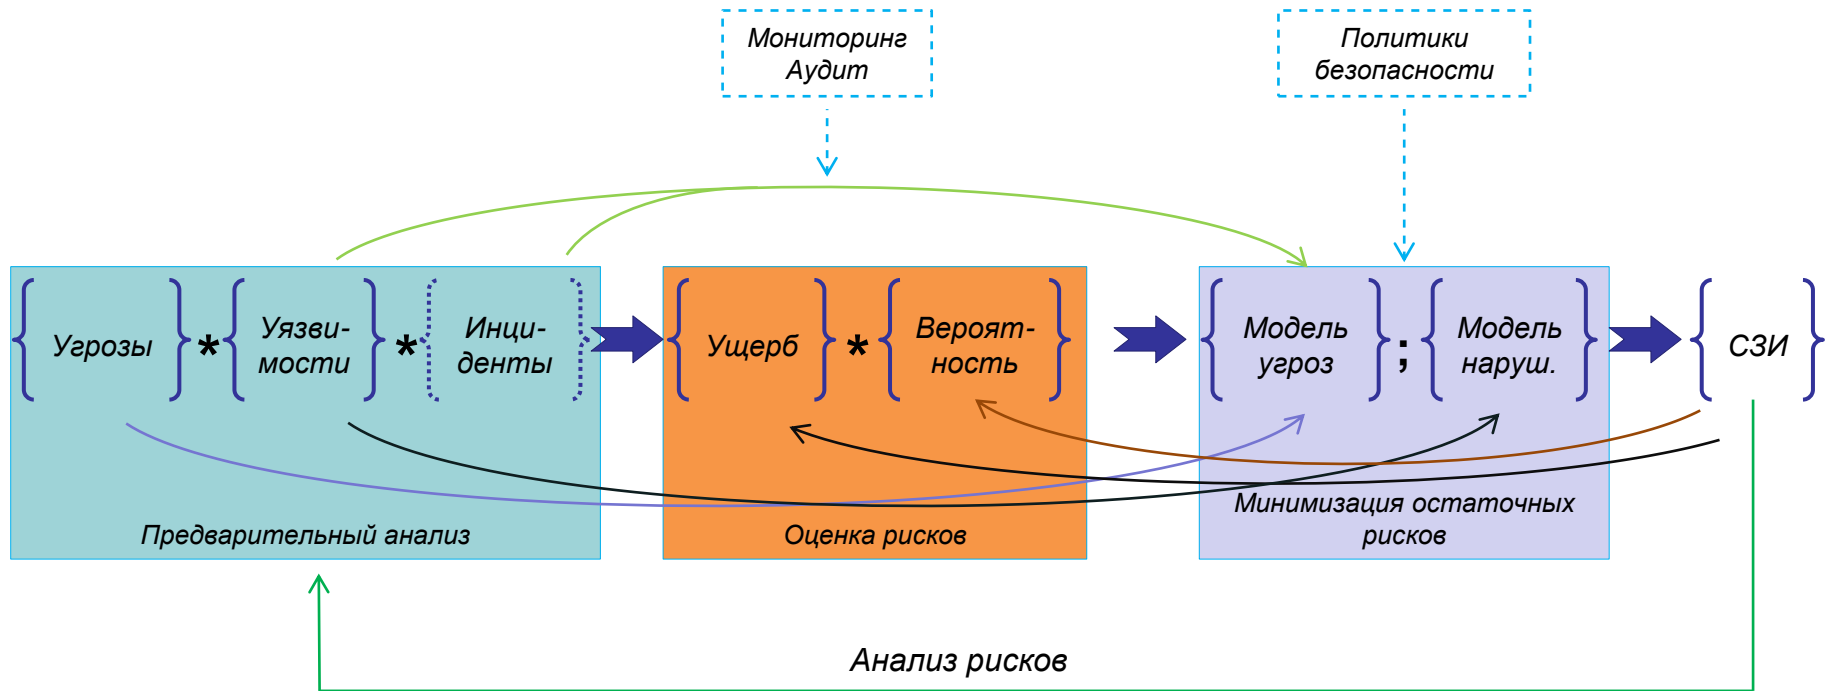 Мониторинг
Аудит
Политики
безопасности
Угрозы
*
Уязви-
мости
*
Инци-
денты
Ущерб
*
Вероят-
ность
Модель
угроз
;
Модель
наруш.
СЗИ
Предварительный анализ
Оценка рисков
Минимизация остаточных
рисков
Анализ рисков